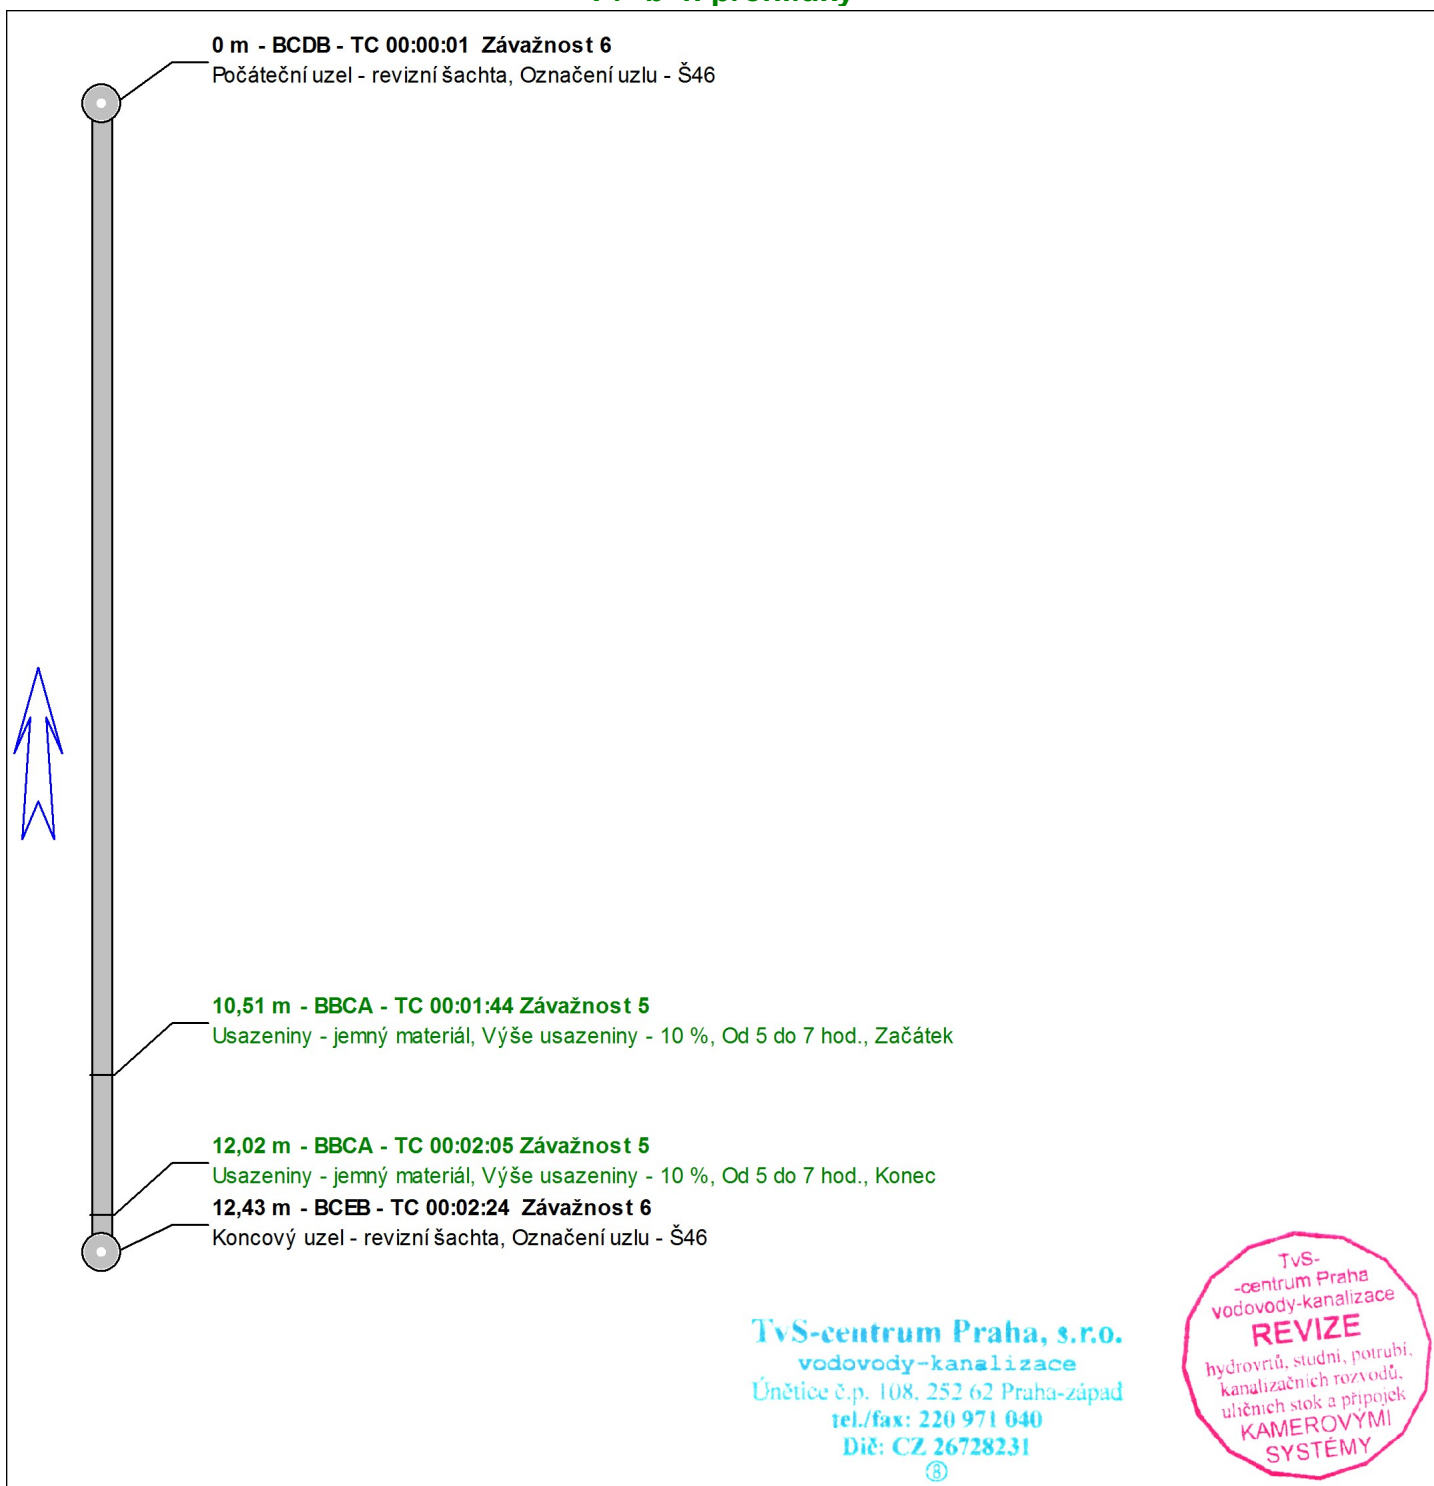 0 m - BCDB - TC 00:00:01 Závažnost 6
Počáteční uzel - revizní šachta, Označení uzlu - Š46
10,51 m - BBCA - TC 00:01:44 Závažnost 5
Usazeniny - jemný materiál, Výše usazeniny - 10 %, Od 5 do 7 hod., Začátek
12,02 m - BBCA - TC 00:02:05 Závažnost 5
Usazeniny - jemný materiál, Výše usazeniny - 10 %, Od 5 do 7 hod., Konec
12,43 m - BCEB - TC 00:02:24 Závažnost 6
Koncový uzel - revizní šachta, Označení uzlu - Š46
TvS-centrum Praha, s.r.o.
vodovody-kanalizace
Únětice č.p. 108, 252 62 Praha-západ
tel./fax: 220 971 040
Dič: CZ 26728231
8
TvS-
-centrum Praha
vodovody-kanalizace
REVIZE
hydrovrtů, studní, potrubí,
kanalizačních rozvodů,
uličních stok a přípojek
KAMEROVÝMI
SYSTÉMY